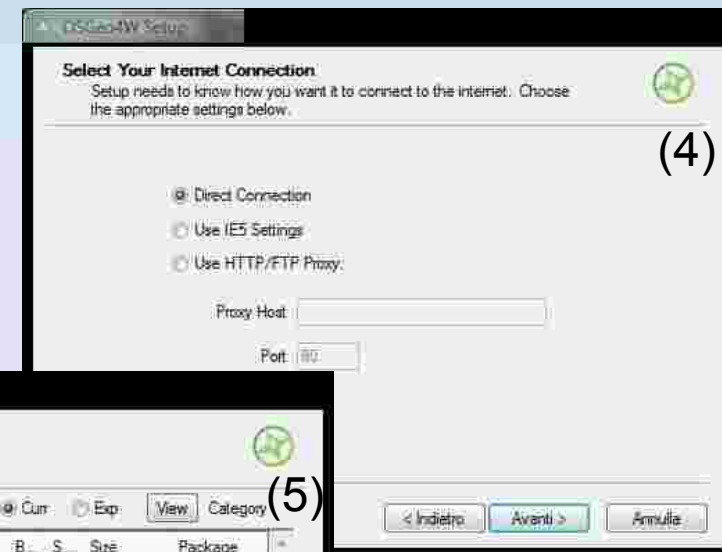 OSGeo4W Setup
Select Your Internet Connection
Setup needs to know how you want it to connect to the internet. Choose
the appropriate settings below.
(4)
Direct Connection
Use IE5 Settings
Use HTTP/FTP Proxy:
Proxy Host
Port 80
< Indietro Avanti > Annulla
(5)
Curr Exp View Category
B... S... Size Package